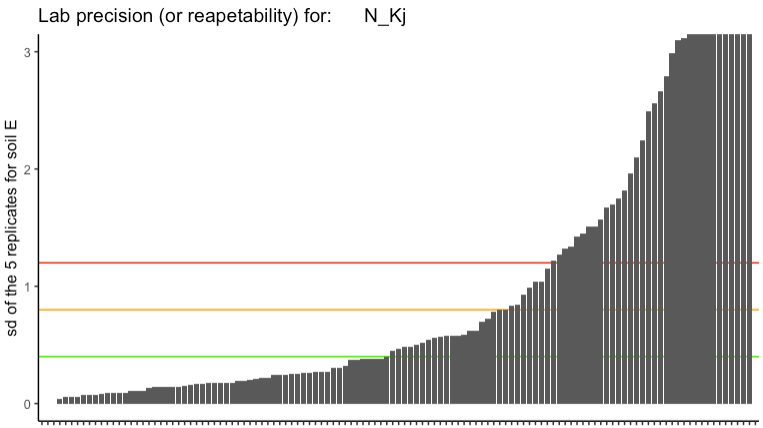 Lab precision (or reapetability) for: N_Kj
3
2
1
0
sd of the 5 replicates for soil E